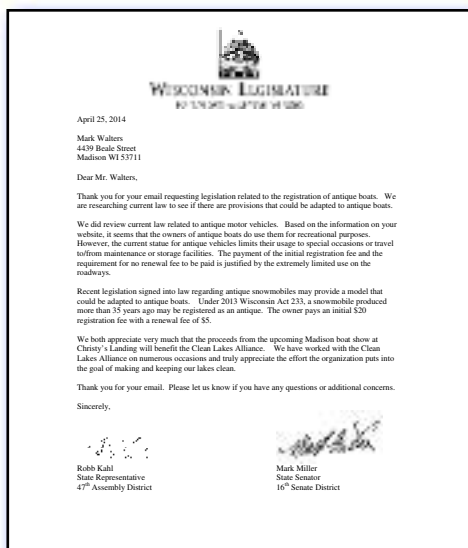 WISCONSIN LEGISLATURE
April 25, 2014
Mark Walters
4439 Beale Street
Madison WI 53711
Dear Mr. Walters,
Thank you for your email requesting legislation related to the registration of antique boats. We
are researching current law to see if there are provisions that could be adapted to antique boats.
We did review current law related to antique motor vehicles. Based on the information on your
website, it seems that the owners of antique boats do use them for recreational purposes.
However, the current statue for antique vehicles limits their usage to special occasions or travel
to/from maintenance or storage facilities. The payment of the initial registration fee and the
requirement for no renewal fee to be paid is justified by the extremely limited use on the
roadways.
Recent legislation signed into law regarding antique snowmobiles may provide a model that
could be adapted to antique boats. Under 2013 Wisconsin Act 233, a snowmobile produced
more than 35 years ago may be registered as an antique. The owner pays an initial $20
registration fee with a renewal fee of $5.
We both appreciate very much that the proceeds from the upcoming Madison boat show at
Christy's Landing will benefit the Clean Lakes Alliance. We have worked with the Clean
Lakes Alliance on numerous occasions and truly appreciate the effort the organization puts into
the goal of making and keeping our lakes clean.
Thank you for your email. Please let us know if you have any questions or additional concerns.
Sincerely,
Robb Kahl
State Representative
47th Assembly District
Mark Miller
State Senator
16th Senate District